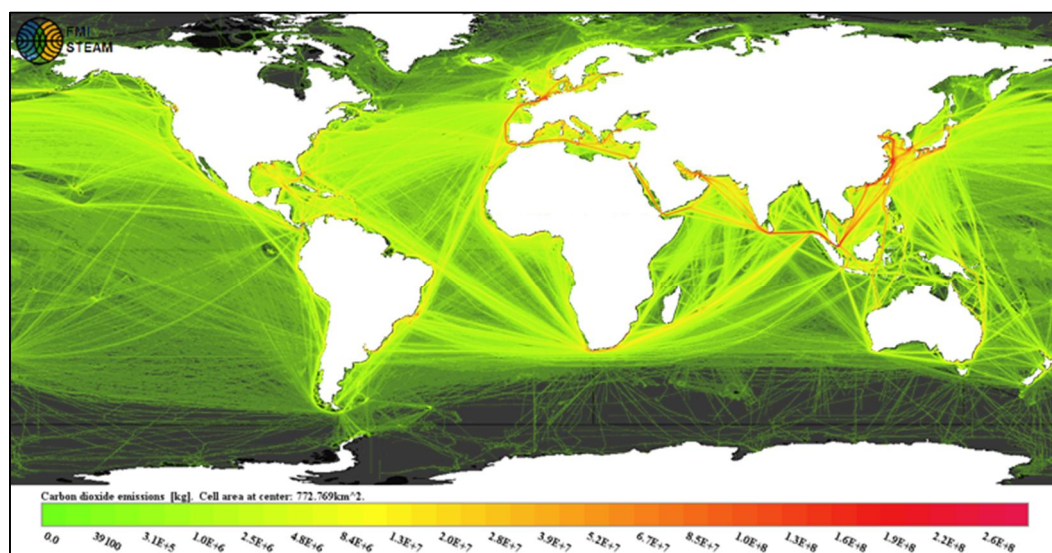 FMI
STEAM
Carbon dioxide emissions [kg]. Cell area at center: 772.769km^2.
0.0 39100 3.1E+5 1.0E+6 2.5E+6 4.8E+6 8.4E+6 1.3E+7 2.0E+7 2.8E+7 3.9E+7 5.2E+7 6.7E+7 8.5E+7 1.0E+8 1.3E+8 1.6E+8 1.9E+8 2.2E+8 2.6E+8